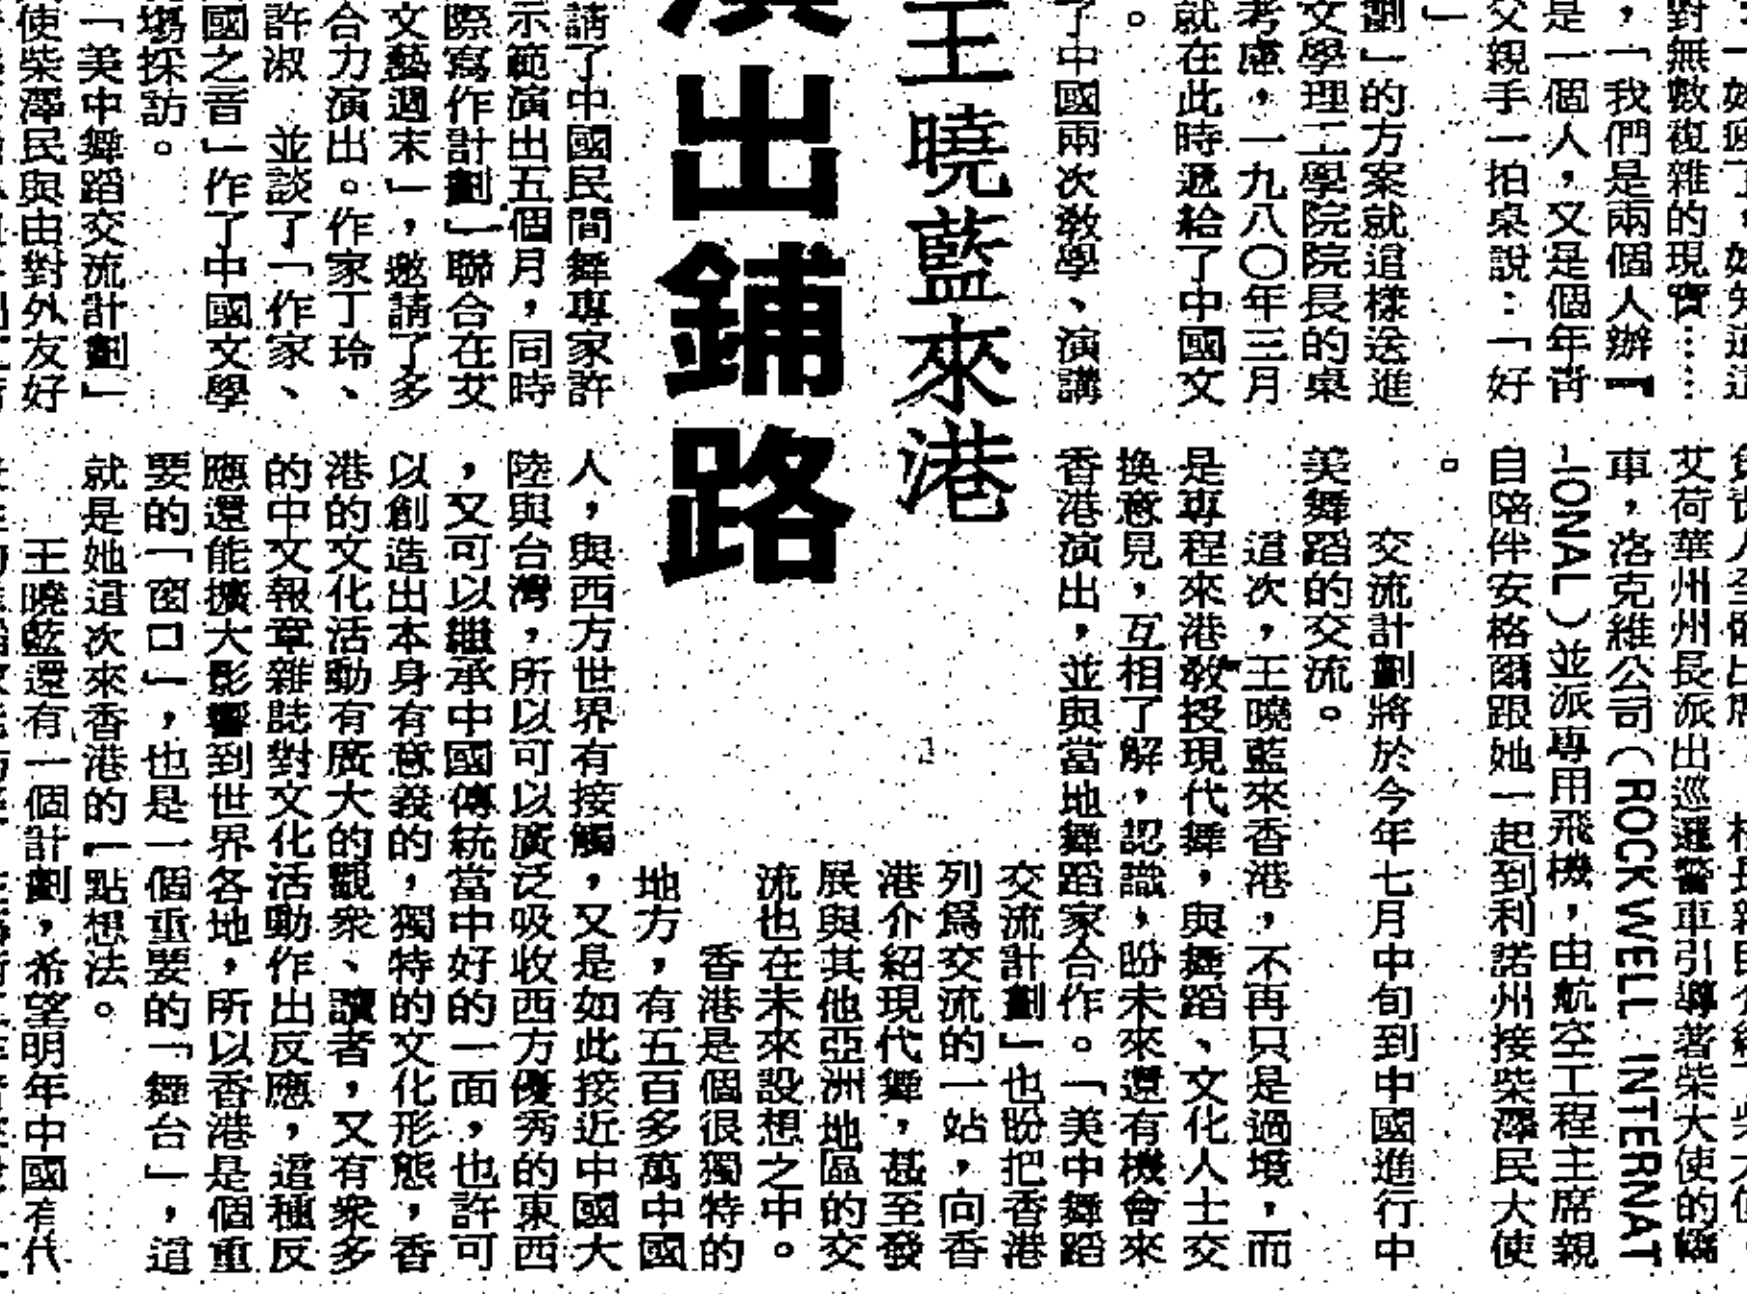 一她瘦了，她知道這
對無數複雜的現實……
，「我們是兩個人辦『
是一個人，又是個年青
父親手一拍桌說：「好
」
劃」的方案就這樣送進
文學理工學院院長的桌
考慮，一九八〇年三月
就在此時遞給了中國文
。
了中國兩次教學、演講
王曉藍來港
演出鋪路
請了中國民間舞專家許
示範演出五個月，同時
際寫作計劃」聯合在艾
文藝週末」，邀請了多
合力演出。作家丁玲、
許淑 並談了「作家、
國之音」作了中國文學
場採訪。
「美中舞蹈交流計劃」
使柴澤民與由對外友好
艾荷華州州長派出巡邏警車引導著柴大使的轎
車，洛克維公司（ROCKWELL INTERNAT
-IONAL）並派專用飛機，由航空工程主席親
自陪伴安格爾跟她一起到利諾州接柴澤民大使
。
交流計劃將於今年七月中旬到中國進行中
美舞蹈的交流。
這次，王曉藍來香港，不再只是過境，而
是專程來港教授現代舞，與舞蹈、文化人士交
換意見，互相了解，認識，盼未來還有機會來
香港演出，並與當地舞蹈家合作。「美中舞蹈
交流計劃」也盼把香港
列爲交流的一站，向香
港介紹現代舞，甚至發
展與其他亞洲地區的交
流也在未來設想之中。
香港是個很獨特的
地方，有五百多萬中國
人，與西方世界有接觸，又是如此接近中國大
陸與台灣，所以可以廣泛吸收西方優秀的東西
，又可以繼承中國傳統當中好的一面，也許可
以創造出本身有意義的，獨特的文化形態，香
港的文化活動有廣大的觀衆、讀者，又有衆多
的中文報章雜誌對文化活動作出反應，這種反
應還能擴大影響到世界各地，所以香港是個重
要的「窗口」，也是一個重要的「舞台」，這
就是她這次來香港的一點想法。
王曉藍還有一個計劃，希望明年中國有代